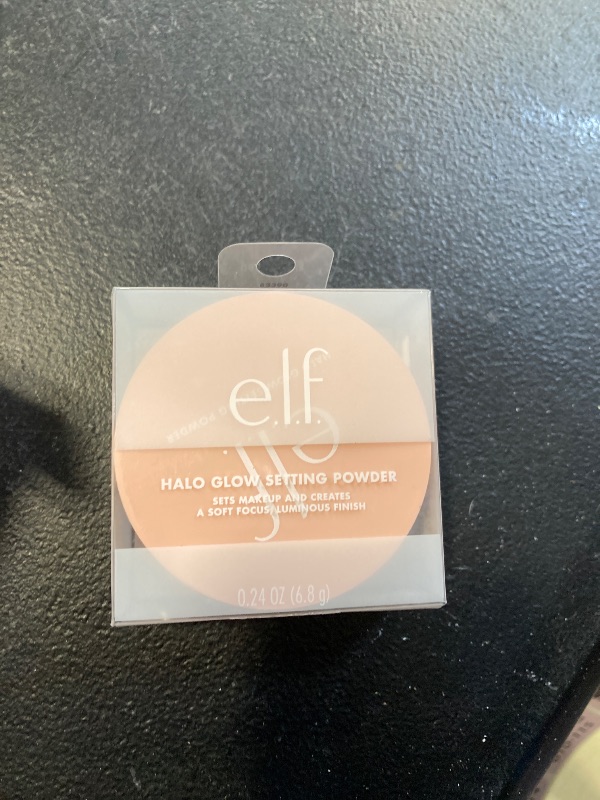 e.l.f.
HALO GLOW SETTING POWDER
SETS MAKEUP AND CREATES
A SOFT FOCUS, LUMINOUS FINISH
0.24 OZ (6.8 g)